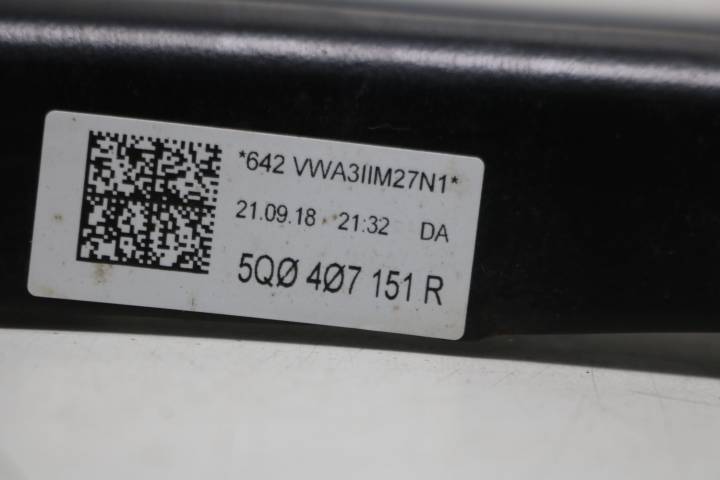 *642 VWA3IIM27N1*
21.09.18 21:32 DA
5QØ 4Ø7 151 R